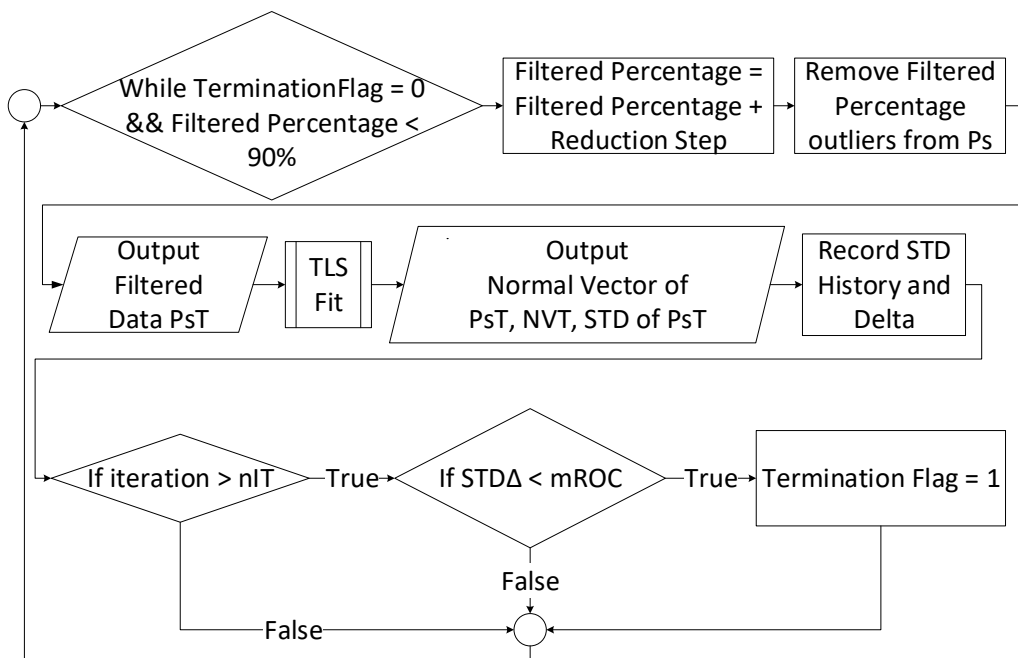 While TerminationFlag = 0
&& Filtered Percentage <
90%
Filtered Percentage =
Filtered Percentage +
Reduction Step
Remove Filtered
Percentage
outliers from Ps
Output
Filtered
Data PsT
TLS
Fit
Output
Normal Vector of
PsT, NVT, STD of PsT
Record STD
History and
Delta
If iteration > nIT
True
If STDΔ < mROC
True
Termination Flag = 1
False
False